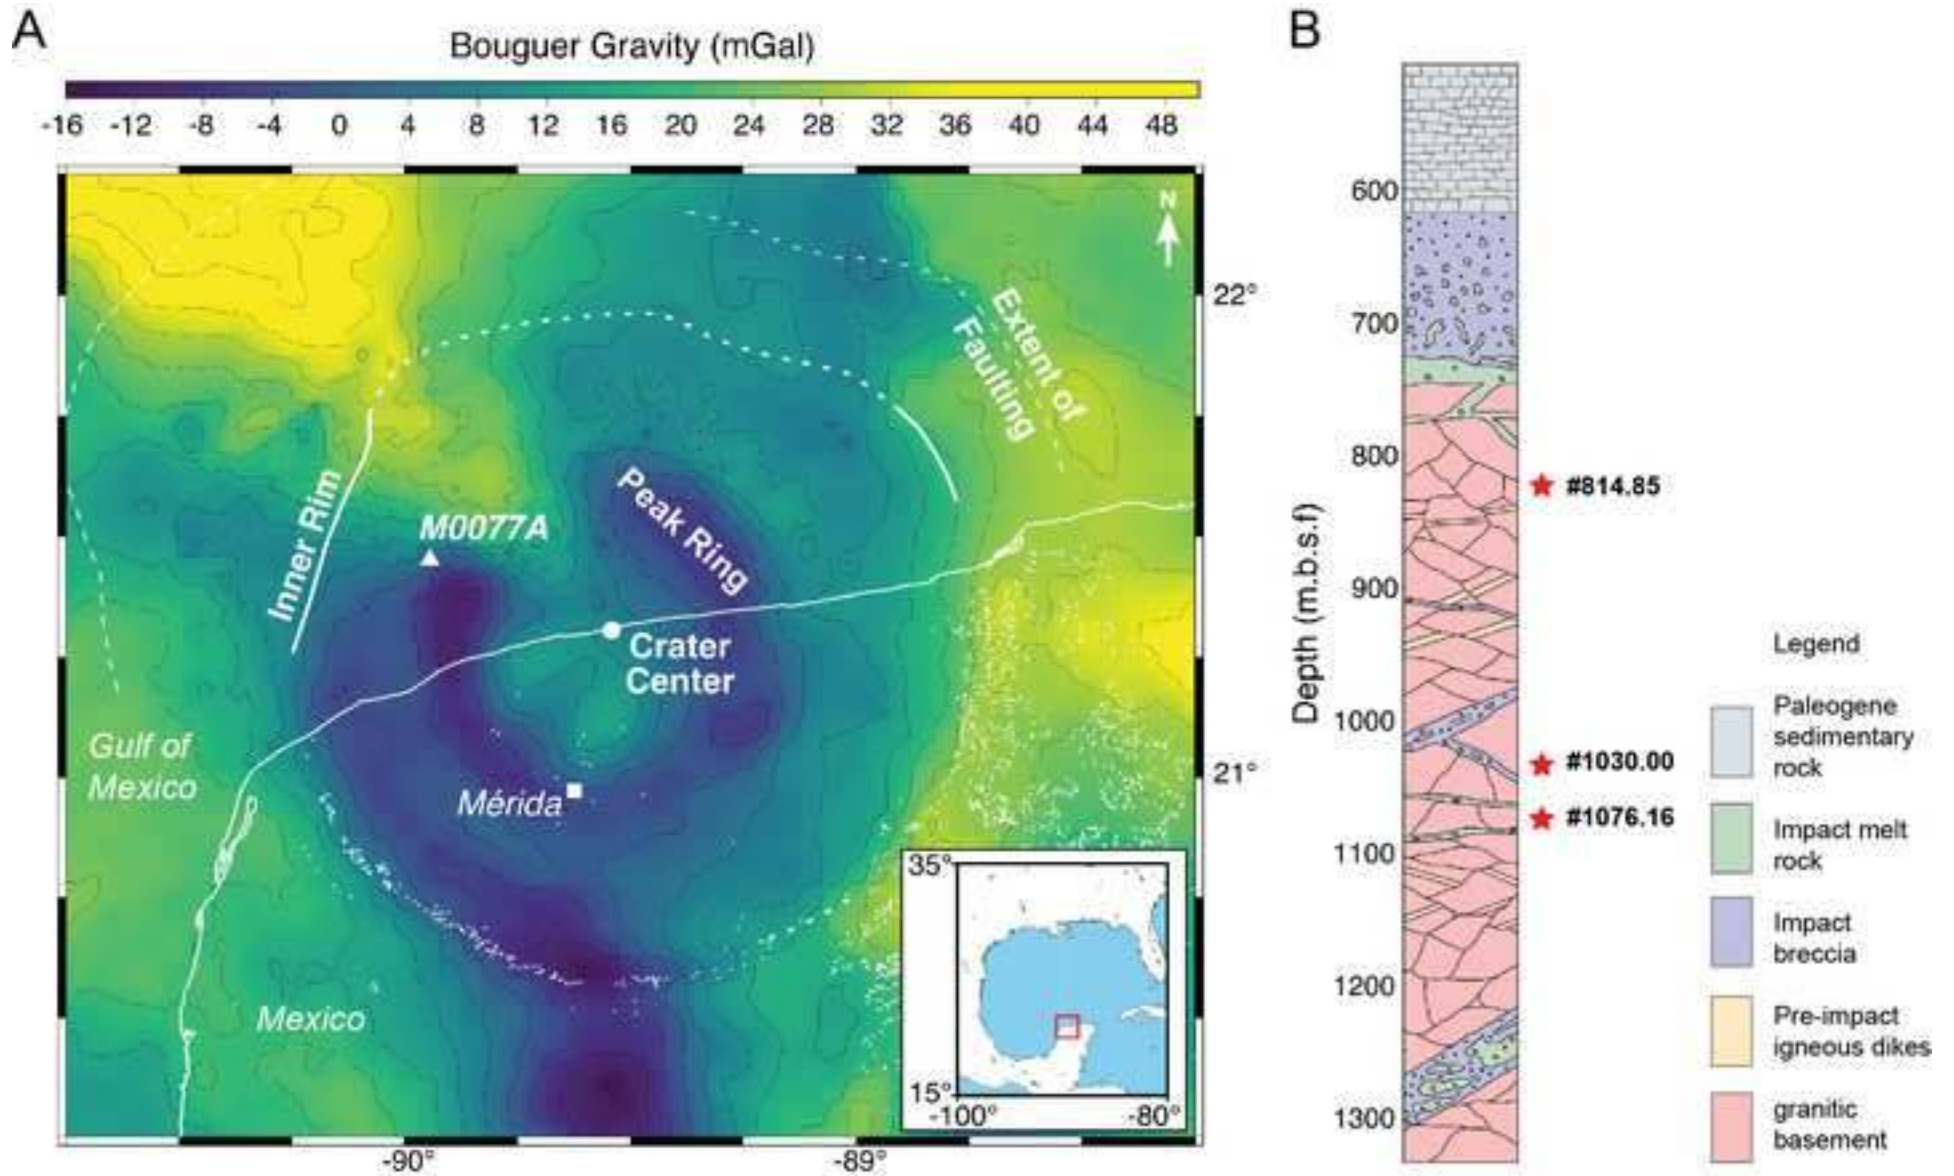 A
Bouguer Gravity (mGal)
-16 -12 -8 -4 0 4 8 12 16 20 24 28 32 36 40 44 48
N
22°
Extent of
Faulting
Inner Rim
Peak Ring
M0077A
Crater
Center
Gulf of
Mexico
Mérida
21°
Mexico
35°
15°
-100° -80°
-90° -89°
B
Depth (m.b.s.f)
600
700
800
900
1000
1100
1200
1300
#814.85
#1030.00
#1076.16
Legend
Paleogene
sedimentary
rock
Impact melt
rock
Impact
breccia
Pre-impact
igneous dikes
granitic
basement